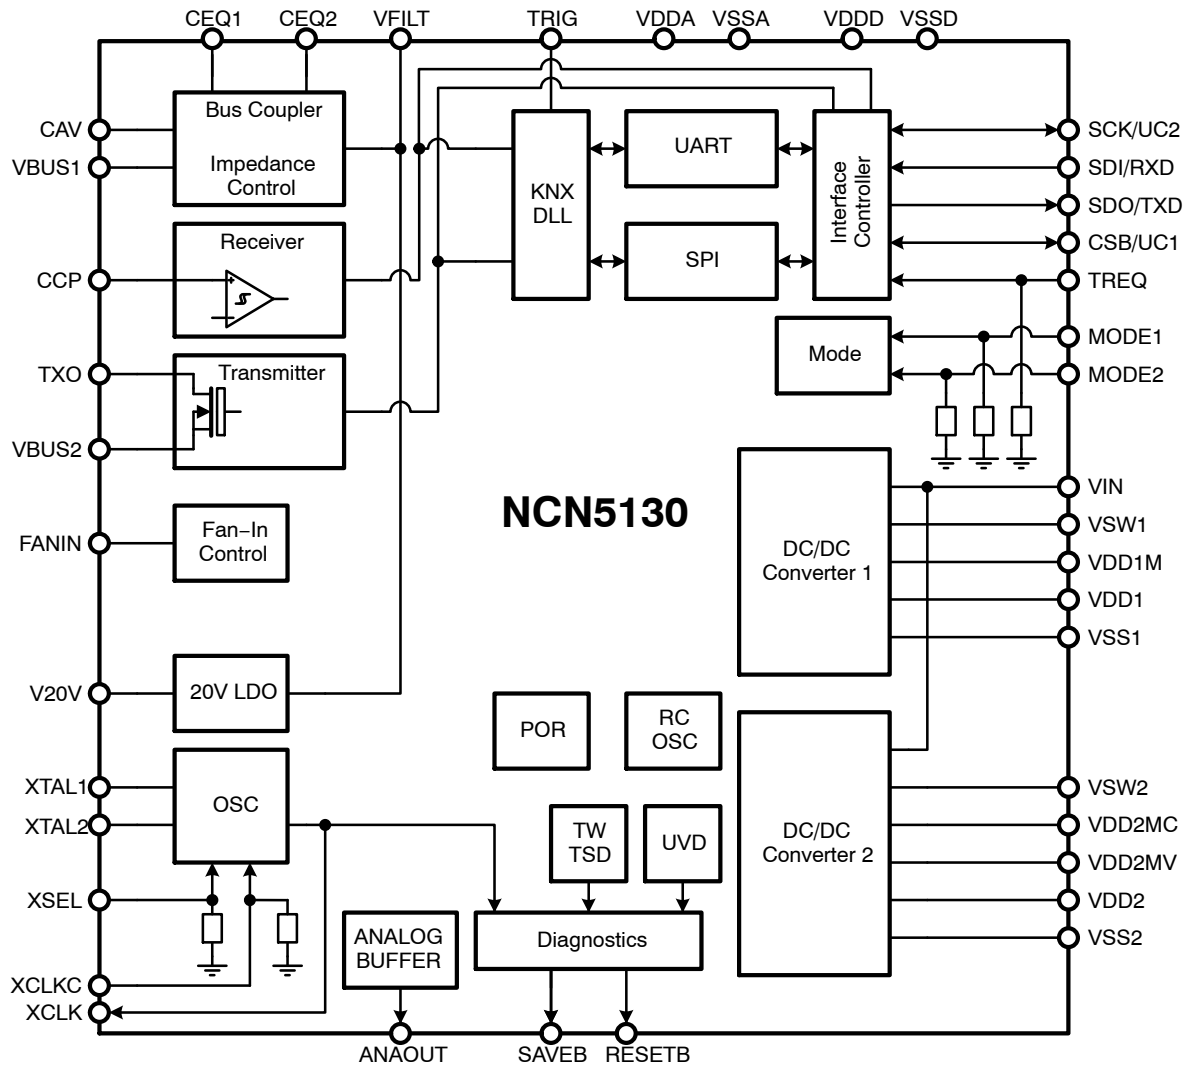 CEQ1
CEQ2
VFILT
TRIG
VDDA
VSSA
VDDD
VSSD
CAV
VBUS1
CCP
TXO
VBUS2
FANIN
V20V
XTAL1
XTAL2
XSEL
XCLKC
XCLK
Bus Coupler
Impedance
Control
Receiver
+
Transmitter
Fan–In
Control
20V LDO
OSC
KNX
DLL
UART
SPI
Interface
Controller
Mode
NCN5130
DC/DC
Converter 1
POR
RC
OSC
TW
TSD
UVD
DC/DC
Converter 2
ANALOG
BUFFER
Diagnostics
SCK/UC2
SDI/RXD
SDO/TXD
CSB/UC1
TREQ
MODE1
MODE2
VIN
VSW1
VDD1M
VDD1
VSS1
VSW2
VDD2MC
VDD2MV
VDD2
VSS2
ANAOUT
SAVEB
RESETB